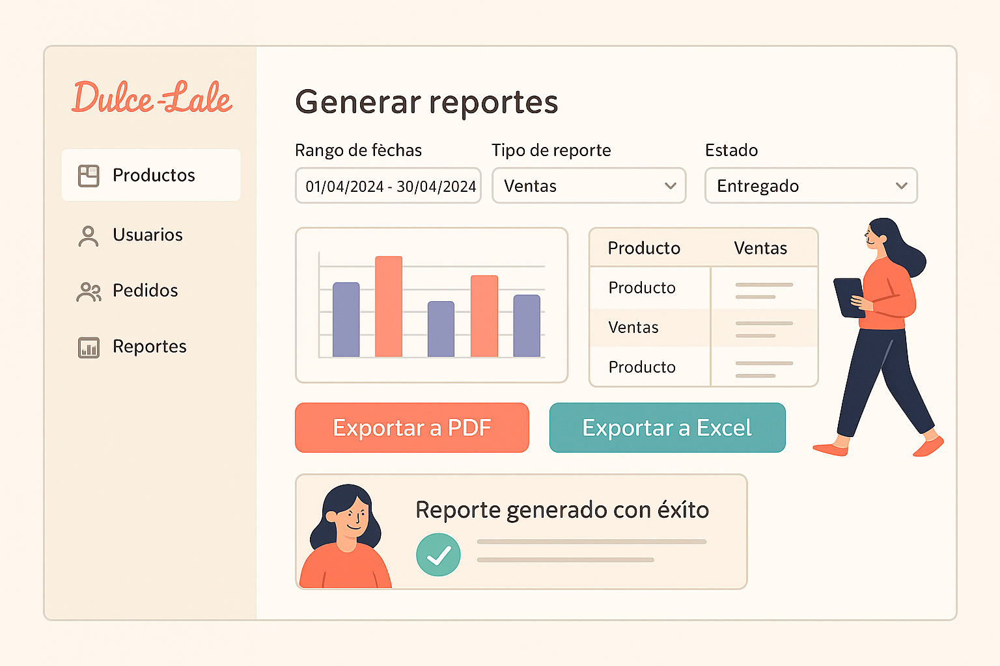 Dulce-Lale
Productos
Usuarios
Pedidos
Reportes
Generar reportes
Rango de fèchas
Tipo de reporte
Estado
01/04/2024 - 30/04/2024
Ventas
Entregado
Producto Ventas
Producto
Ventas
Producto
Exportar a PDF
Exportar a Excel
Reporte generado con éxíto